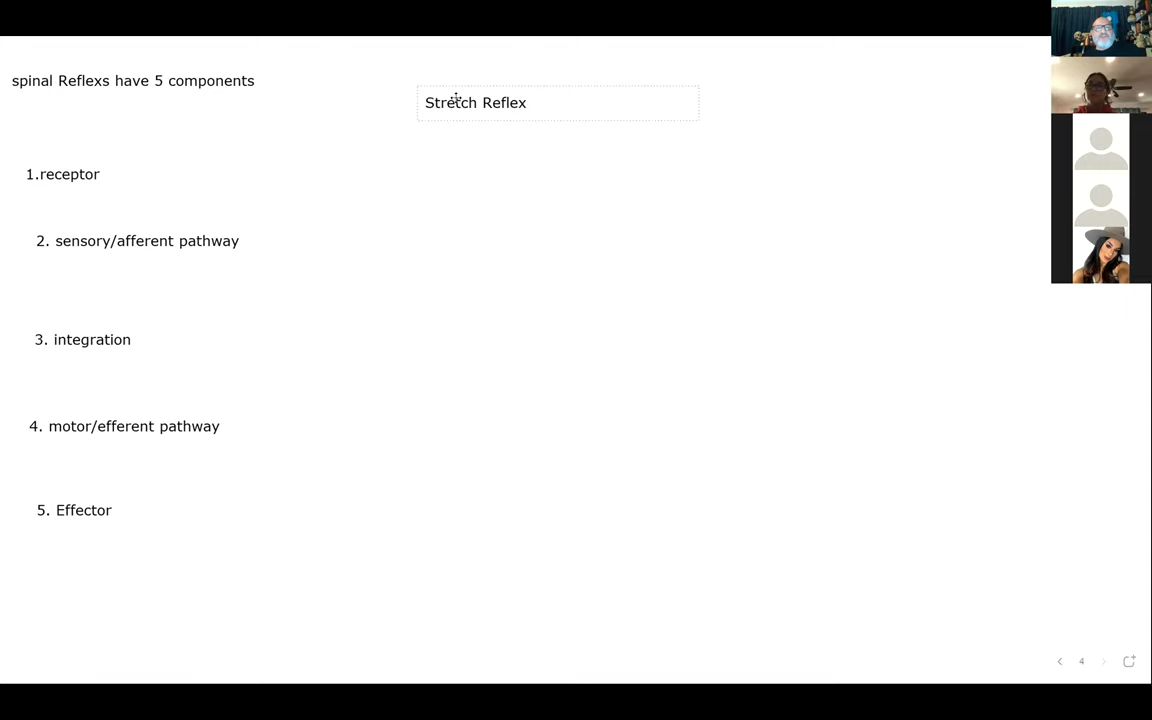 spinal Reflexs have 5 components
Stretch Reflex
1.receptor
2. sensory/afferent pathway
3. integration
4. motor/efferent pathway
5. Effector
4